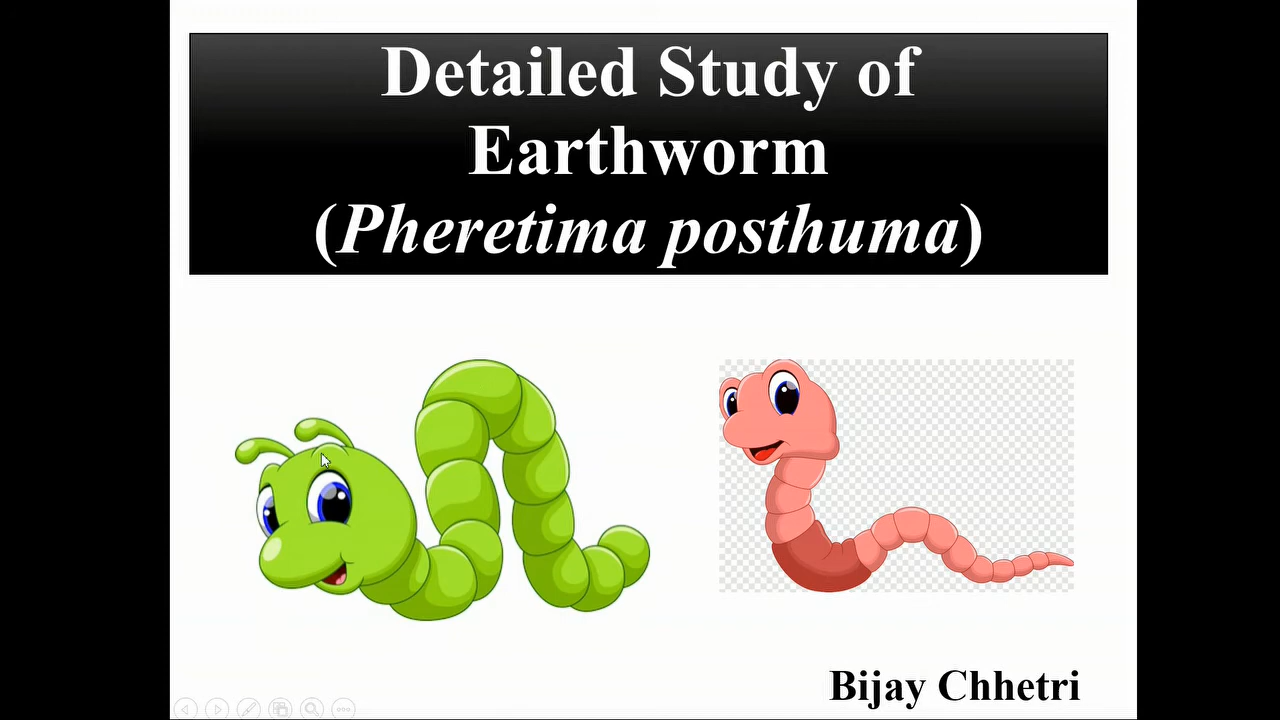 Detailed Study of
Earthworm
(Pheretima posthuma)
Bijay Chhetri